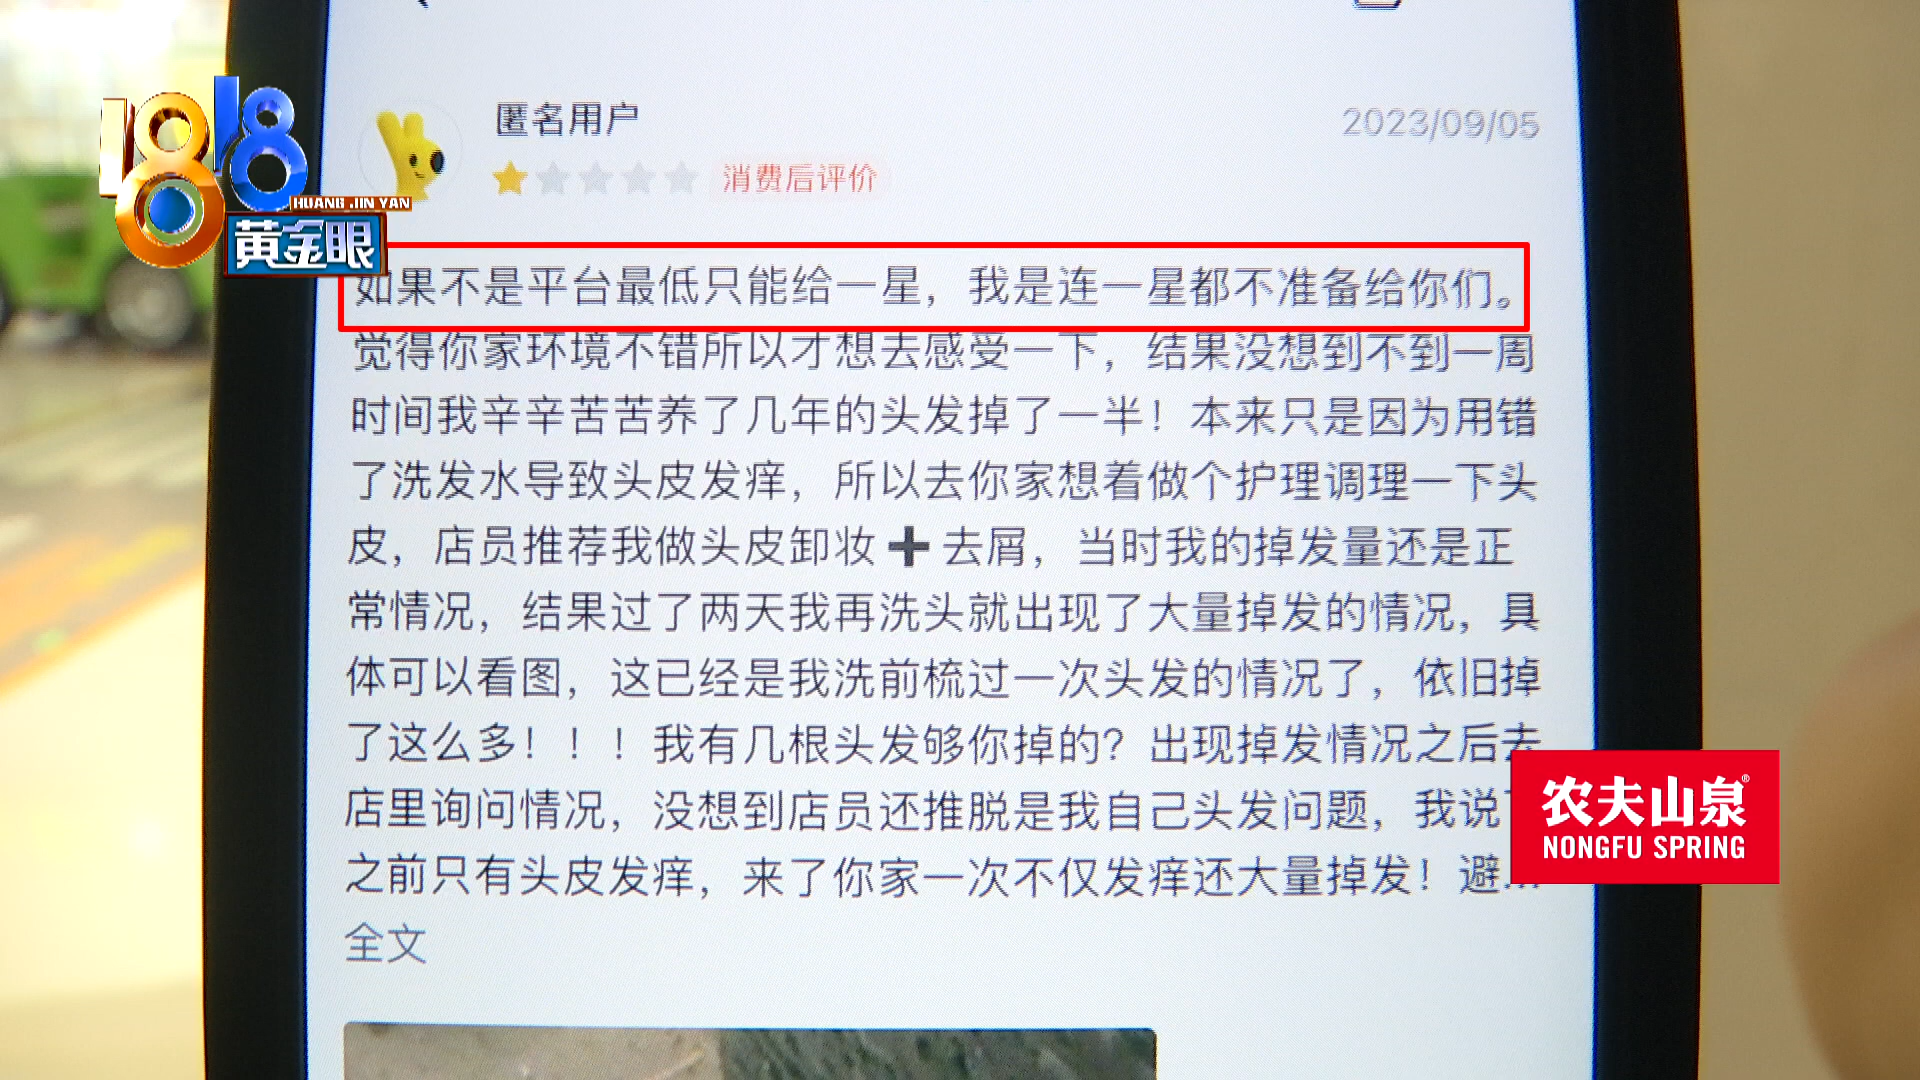 1818
HUANG JIN YAN
黄金眼
匿名用户
2023/09/05
消费后评价
如果不是平台最低只能给一星，我是连一星都不准备给你们。
觉得你家环境不错所以才想去感受一下，结果没想到不到一周
时间我辛辛苦苦养了几年的头发掉了一半！本来只是因为用错
了洗发水导致头皮发痒，所以去你家想着做个护理调理一下头
皮，店员推荐我做头皮卸妆➕去屑，当时我的掉发量还是正
常情况，结果过了两天我再洗头就出现了大量掉发的情况，具
体可以看图，这已经是我洗前梳过一次头发的情况了，依旧掉
了这么多！！！我有几根头发够你掉的？出现掉发情况之后去
店里询问情况，没想到店员还推脱是我自己头发问题，我说了
之前只有头皮发痒，来了你家一次不仅发痒还大量掉发！避...
全文
农夫山泉®
NONGFU SPRING